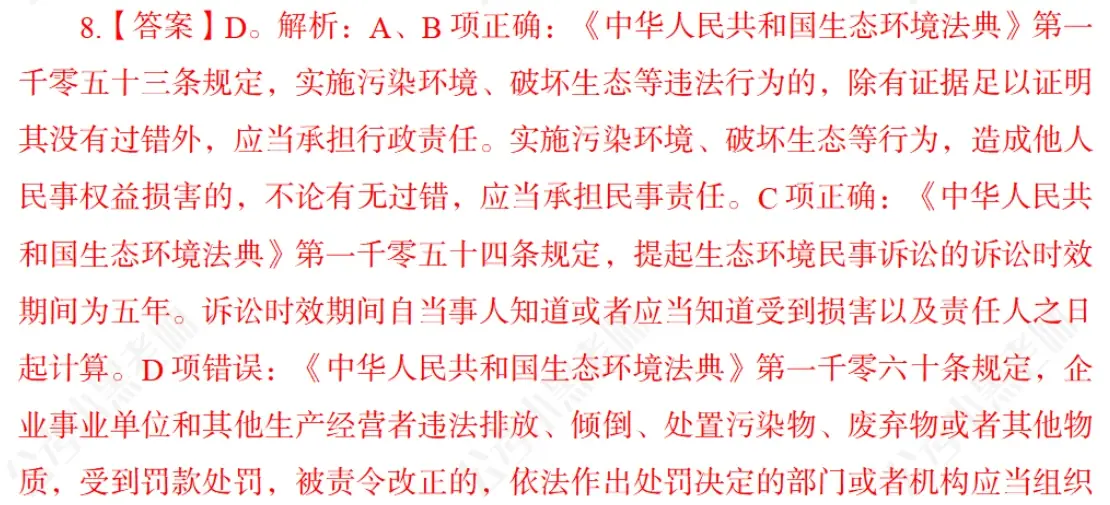 8.【答案】D。解析：A、B 项正确：《中华人民共和国生态环境法典》第一
千零五十三条规定，实施污染环境、破坏生态等违法行为的，除有证据足以证明
其没有过错外，应当承担行政责任。实施污染环境、破坏生态等行为，造成他人
民事权益损害的，不论有无过错，应当承担民事责任。C 项正确：《中华人民共
和国生态环境法典》第一千零五十四条规定，提起生态环境民事诉讼的诉讼时效
期间为五年。诉讼时效期间自当事人知道或者应当知道受到损害以及责任人之日
起计算。D 项错误：《中华人民共和国生态环境法典》第一千零六十条规定，企
业事业单位和其他生产经营者违法排放、倾倒、处置污染物、废弃物或者其他物
质，受到罚款处罚，被责令改正的，依法作出处罚决定的部门或者机构应当组织